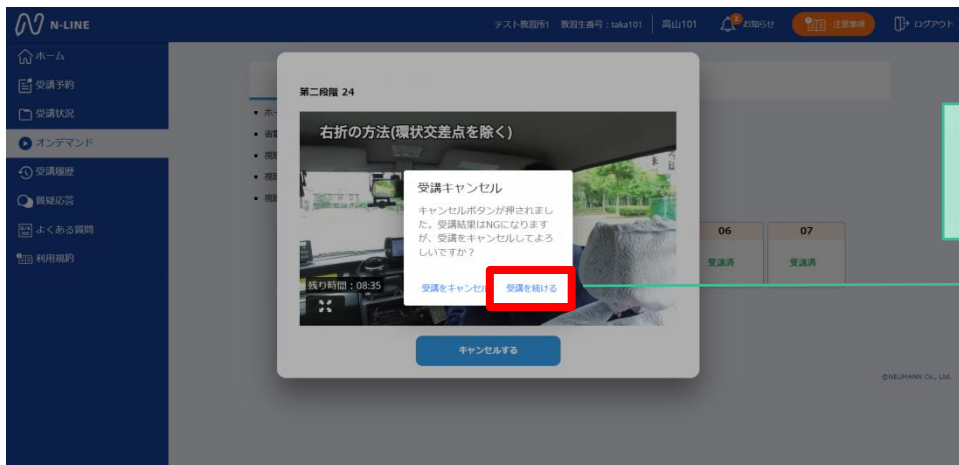 N-LINE
テスト教習所1 教習生番号：taka101 高山101 2 お知らせ 注意事項 ログアウト
ホーム
受講予約
受講状況
オンデマンド
受講履歴
質疑応答
よくある質問
利用規約
第二段階 24
右折の方法(環状交差点を除く)
受講キャンセル
キャンセルボタンが押されまし
た。受講結果はNGになります
が、受講をキャンセルしてよろ
しいですか？
受講をキャンセル 受講を続ける
残り時間：08:35
キャンセルする
06 07
受講済 受講済
©NEUMANN Co., Ltd.